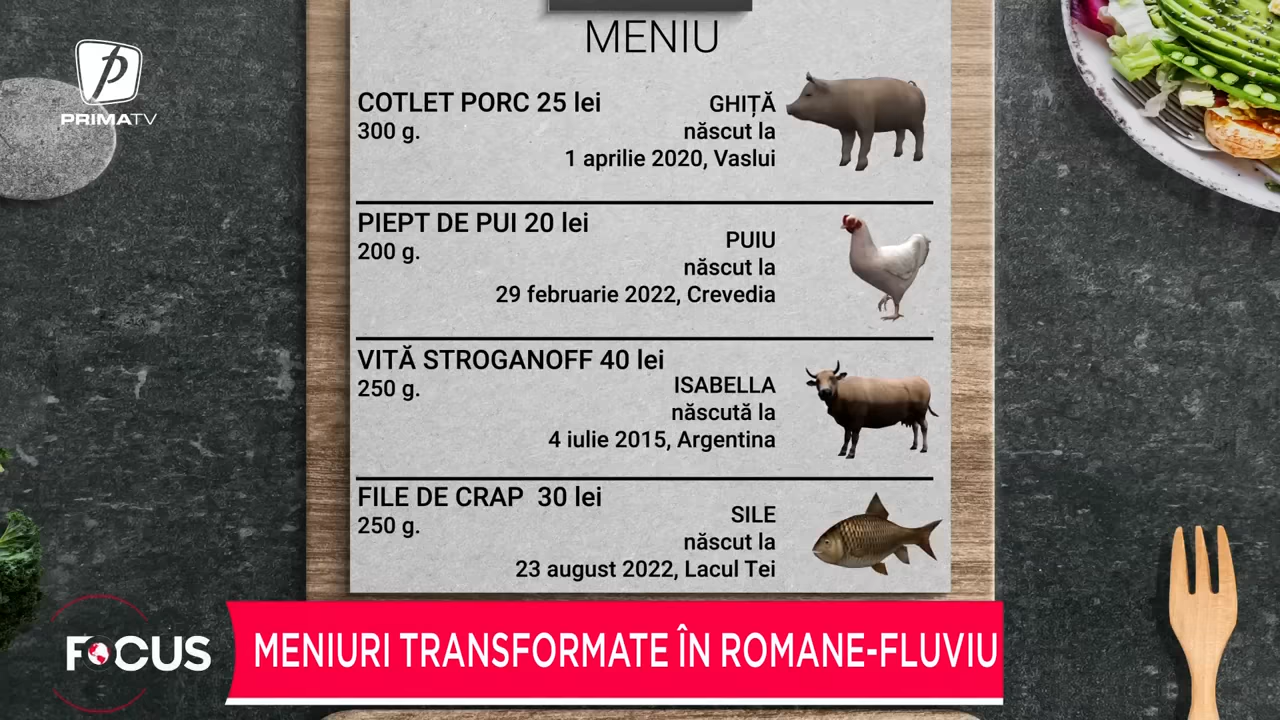 PRIMATV
MENIU
COTLET PORC 25 lei
300 g.
GHIȚĂ
născut la
1 aprilie 2020, Vaslui
PIEPT DE PUI 20 lei
200 g.
PUIU
născut la
29 februarie 2022, Crevedia
VITĂ STROGANOFF 40 lei
250 g.
ISABELLA
născută la
4 iulie 2015, Argentina
FILE DE CRAP  30 lei
250 g.
SILE
născut la
23 august 2022, Lacul Tei
FOCUS
MENIURI TRANSFORMATE ÎN ROMANE-FLUVIU